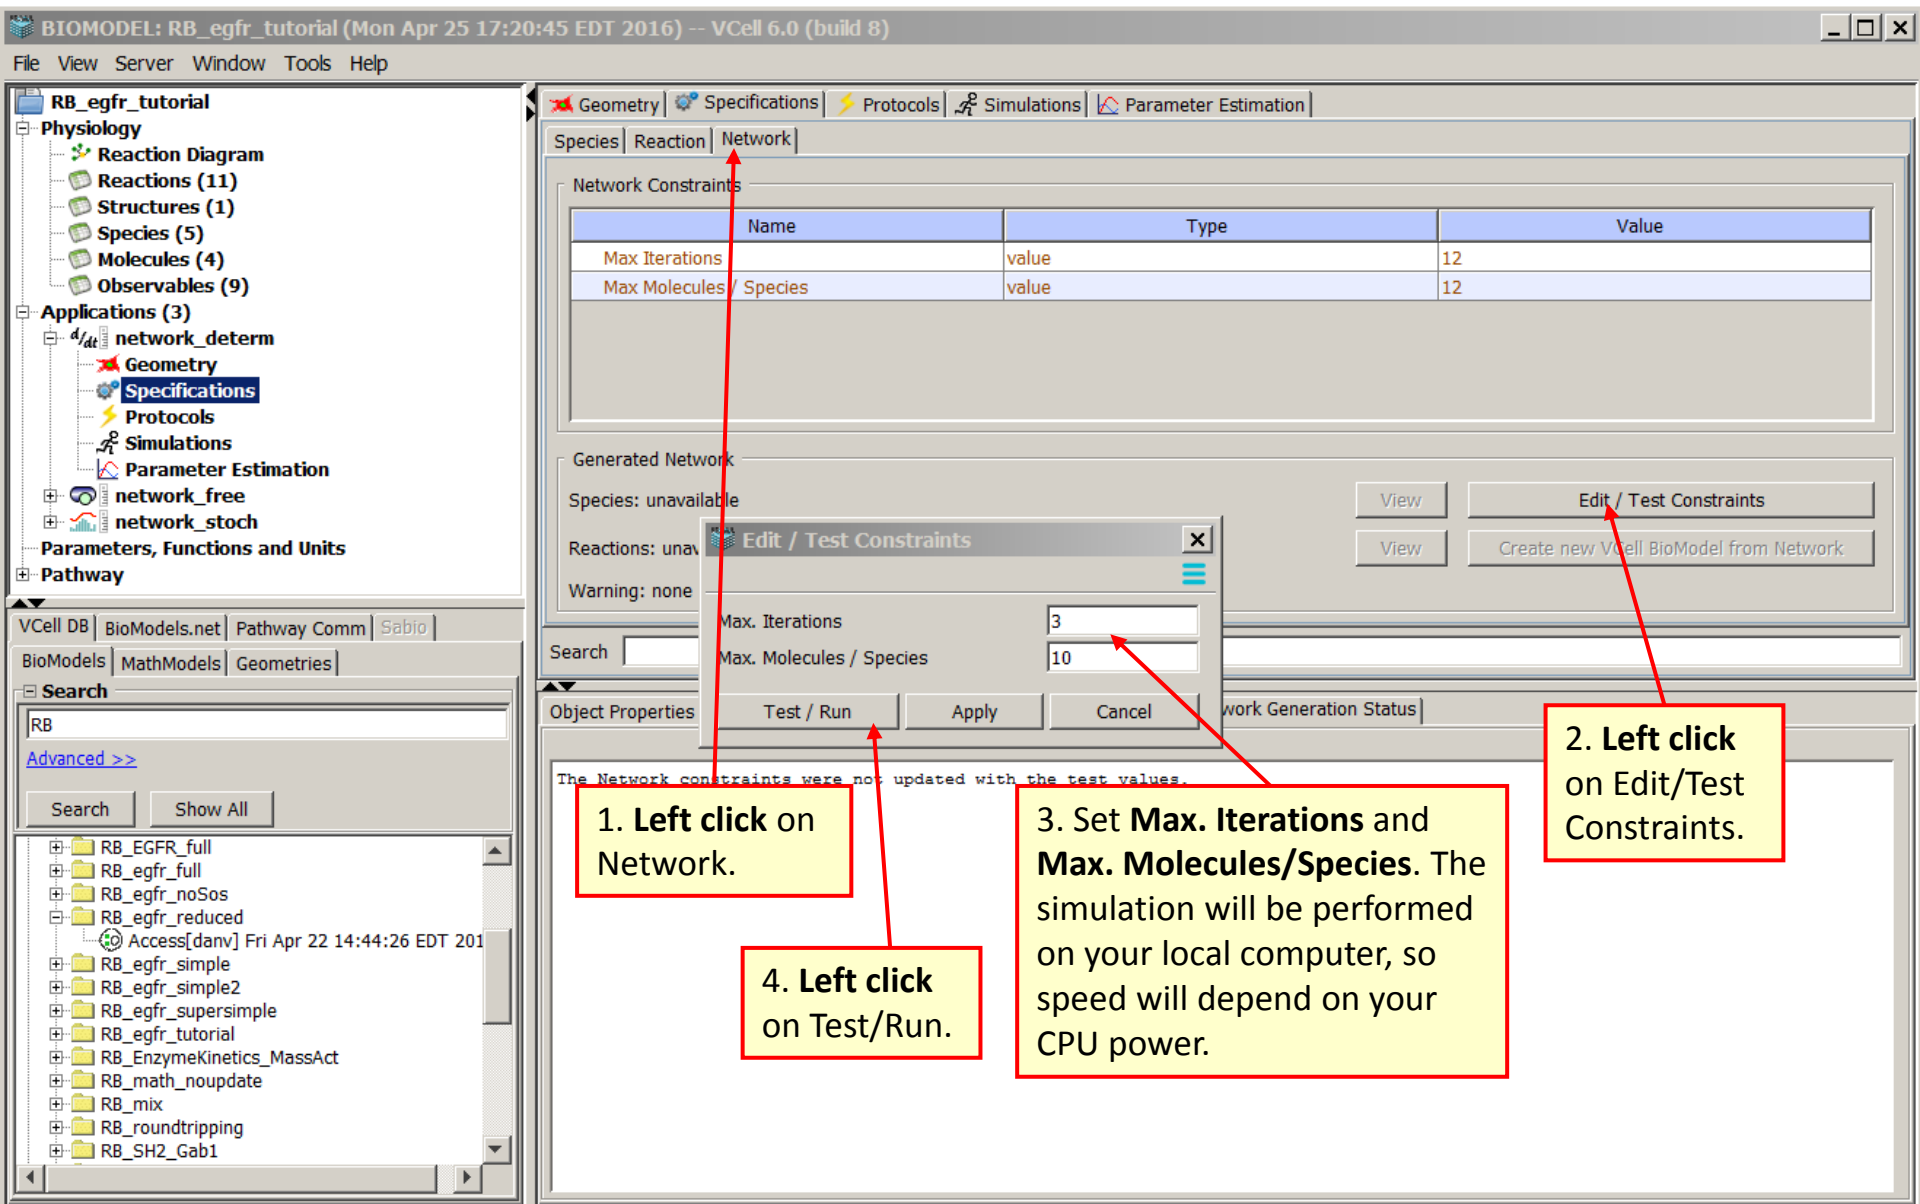 BIOMODEL: RB_egfr_tutorial (Mon Apr 25 17:20:45 EDT 2016) -- VCell 6.0 (build 8)
File View Server Window Tools Help
RB_egfr_tutorial
Physiology
Reaction Diagram
Reactions (11)
Structures (1)
Species (5)
Molecules (4)
Observables (9)
Applications (3)
d/dt network_determ
Geometry
Specifications
Protocols
Simulations
Parameter Estimation
network_free
network_stoch
Parameters, Functions and Units
Pathway
VCell DB BioModels.net Pathway Comm Sabio
BioModels MathModels Geometries
Search
RB
Advanced >>
Search Show All
RB_EGFR_full
RB_egfr_full
RB_egfr_noSos
RB_egfr_reduced
Access[danv] Fri Apr 22 14:44:26 EDT 201
RB_egfr_simple
RB_egfr_simple2
RB_egfr_supersimple
RB_egfr_tutorial
RB_EnzymeKinetics_MassAct
RB_math_noupdate
RB_mix
RB_roundtripping
RB_SH2_Gab1
Geometry Specifications Protocols Simulations Parameter Estimation
Species Reaction Network
Network Constraints
Name Type Value
Max Iterations value 12
Max Molecules / Species value 12
Generated Network
Species: unavailable View Edit / Test Constraints
Reactions: unav View Create new VCell BioModel from Network
Warning: none
Search
Edit / Test Constraints
Max. Iterations 3
Max. Molecules / Species 10
Test / Run Apply Cancel
Object Properties work Generation Status
The Network constraints were not updated with the test values.
1. Left click on
Network.
2. Left click
on Edit/Test
Constraints.
3. Set Max. Iterations and
Max. Molecules/Species. The
simulation will be performed
on your local computer, so
speed will depend on your
CPU power.
4. Left click
on Test/Run.